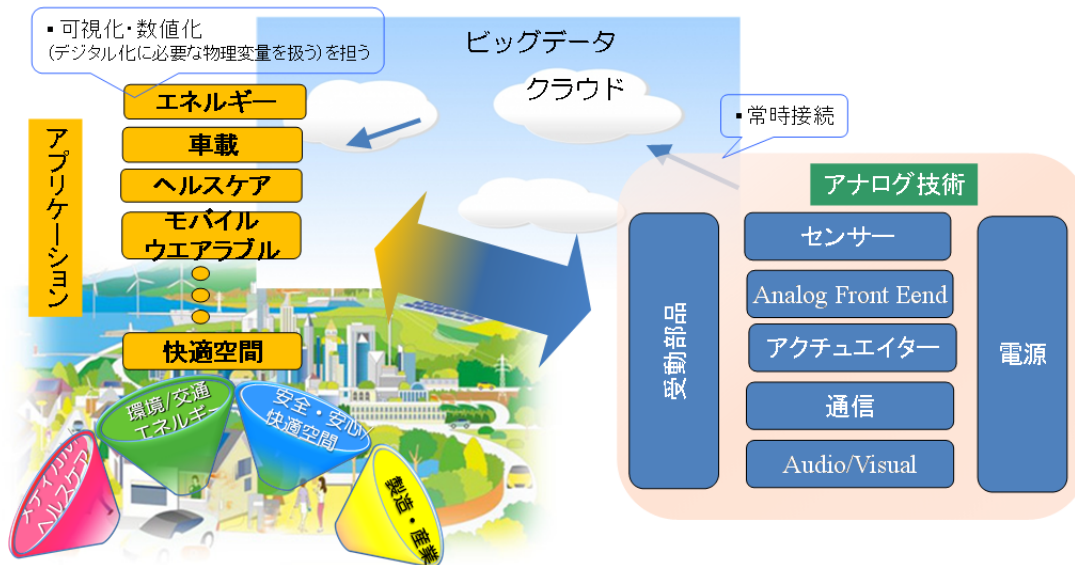 ▪ 可視化・数値化
(デジタル化に必要な物理変量を扱う)を担う
ビッグデータ
クラウド
▪ 常時接続
アプリケーション
エネルギー
車載
ヘルスケア
モバイル
ウエアラブル
快適空間
アナログ技術
受動部品
センサー
Analog Front Eend
アクチュエイター
通信
Audio/Visual
電源
メディカル/
ヘルスケア
環境/交通
エネルギー
安全・安心/
快適空間
製造・産業